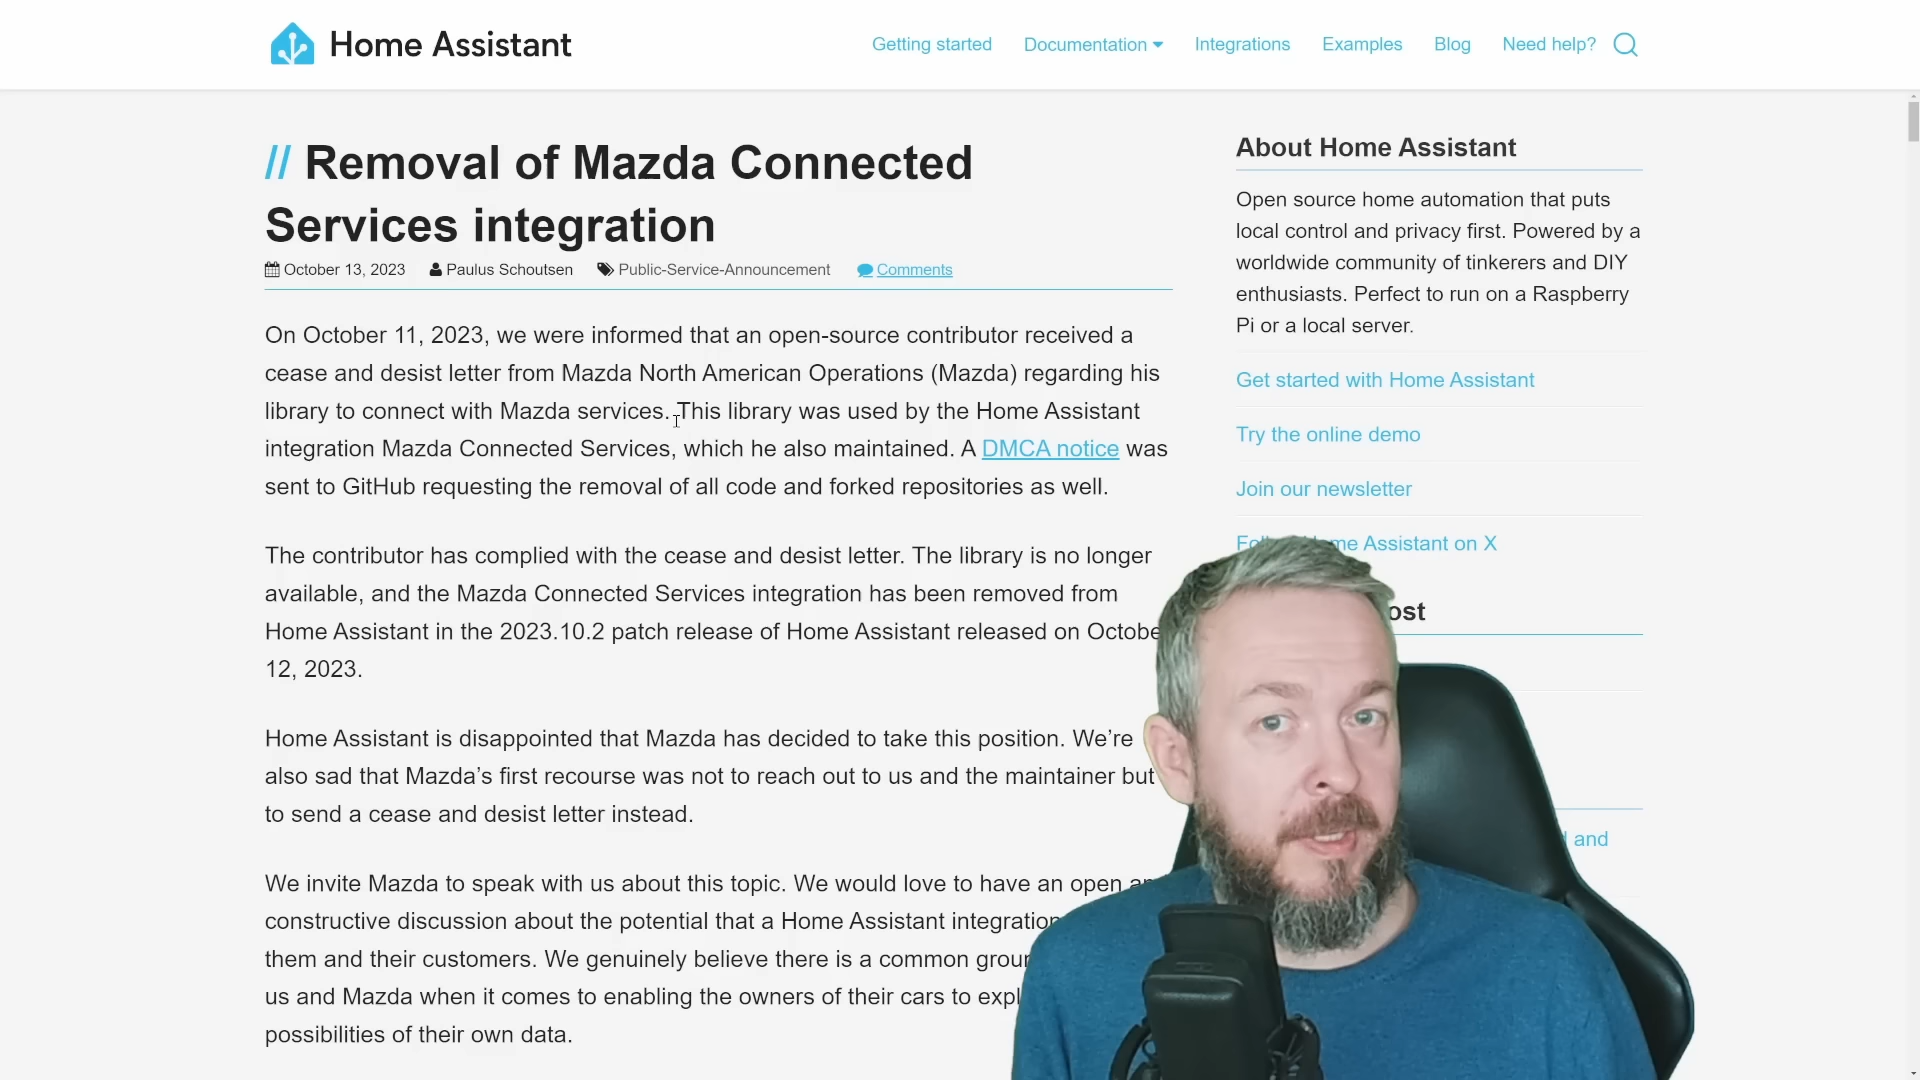 Home Assistant
Getting started
Documentation
Integrations
Examples
Blog
Need help?
// Removal of Mazda Connected
Services integration
October 13, 2023
Paulus Schoutsen
Public-Service-Announcement
Comments
On October 11, 2023, we were informed that an open-source contributor received a
cease and desist letter from Mazda North American Operations (Mazda) regarding his
library to connect with Mazda services. This library was used by the Home Assistant
integration Mazda Connected Services, which he also maintained. A DMCA notice was
sent to GitHub requesting the removal of all code and forked repositories as well.
The contributor has complied with the cease and desist letter. The library is no longer
available, and the Mazda Connected Services integration has been removed from
Home Assistant in the 2023.10.2 patch release of Home Assistant released on
12, 2023.
Home Assistant is disappointed that Mazda has decided to take this position. We’re
also sad that Mazda’s first recourse was not to reach out to us and the maintainer but
to send a cease and desist letter instead.
We invite Mazda to speak with us about this topic. We would love to have an open
constructive discussion about the potential that a Home Assistant integration
them and their customers. We genuinely believe there is a common
us and Mazda when it comes to enabling the owners of their cars to
possibilities of their own data.
About Home Assistant
Open source home automation that puts
local control and privacy first. Powered by a
worldwide community of tinkerers and DIY
enthusiasts. Perfect to run on a Raspberry
Pi or a local server.
Get started with Home Assistant
Try the online demo
Join our newsletter
Assistant on X
and